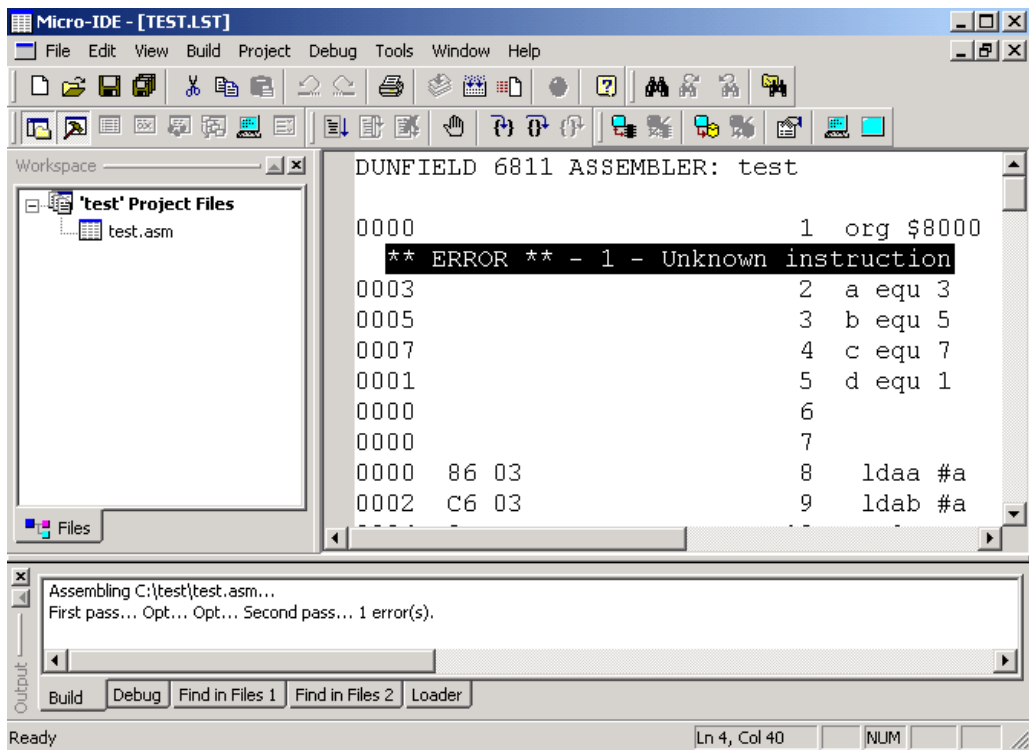 Micro-IDE - [TEST.LST]
File Edit View Build Project Debug Tools Window Help
Workspace
'test' Project Files
test.asm
Files
DUNFIELD 6811 ASSEMBLER: test
0000 1 org $8000
** ERROR ** - 1 - Unknown instruction
0003 2 a equ 3
0005 3 b equ 5
0007 4 c equ 7
0001 5 d equ 1
0000 6
0000 7
0000 86 03 8 ldaa #a
0002 C6 03 9 ldab #a
Output
Assembling C:\test\test.asm...
First pass... Opt... Opt... Second pass... 1 error(s).
Build Debug Find in Files 1 Find in Files 2 Loader
Ready Ln 4, Col 40 NUM